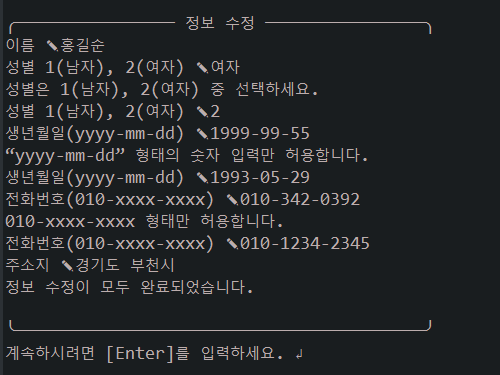 정보 수정
이름 ✎홍길순
성별 1(남자), 2(여자) ✎여자
성별은 1(남자), 2(여자) 중 선택하세요.
성별 1(남자), 2(여자) ✎2
생년월일(yyyy-mm-dd) ✎1999-99-55
“yyyy-mm-dd” 형태의 숫자 입력만 허용합니다.
생년월일(yyyy-mm-dd) ✎1993-05-29
전화번호(010-xxxx-xxxx) ✎010-342-0392
010-xxxx-xxxx 형태만 허용합니다.
전화번호(010-xxxx-xxxx) ✎010-1234-2345
주소지 ✎경기도 부천시
정보 수정이 모두 완료되었습니다.
계속하시려면 [Enter]를 입력하세요. ↲